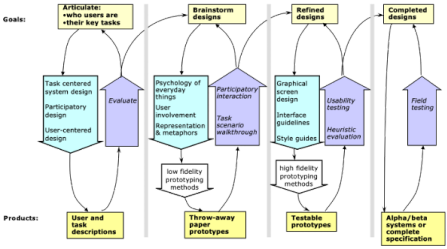 Goals:
Articulate:
•who users are
•their key tasks
Brainstorm
designs
Refined
designs
Completed
designs
Task centered
system design
Participatory
design
User-centered
design
Evaluate
Psychology of
everyday
things
User
involvement
Representation
& metaphors
low fidelity
prototyping
methods
Participatory
interaction
Task
scenario
walkthrough
Graphical
screen
design
Interface
guidelines
Style guides
high fidelity
prototyping
methods
Usability
testing
Heuristic
evaluation
Field
testing
Products:
User and
task
descriptions
Throw-away
paper
prototypes
Testable
prototypes
Alpha/beta
systems or
complete
specification